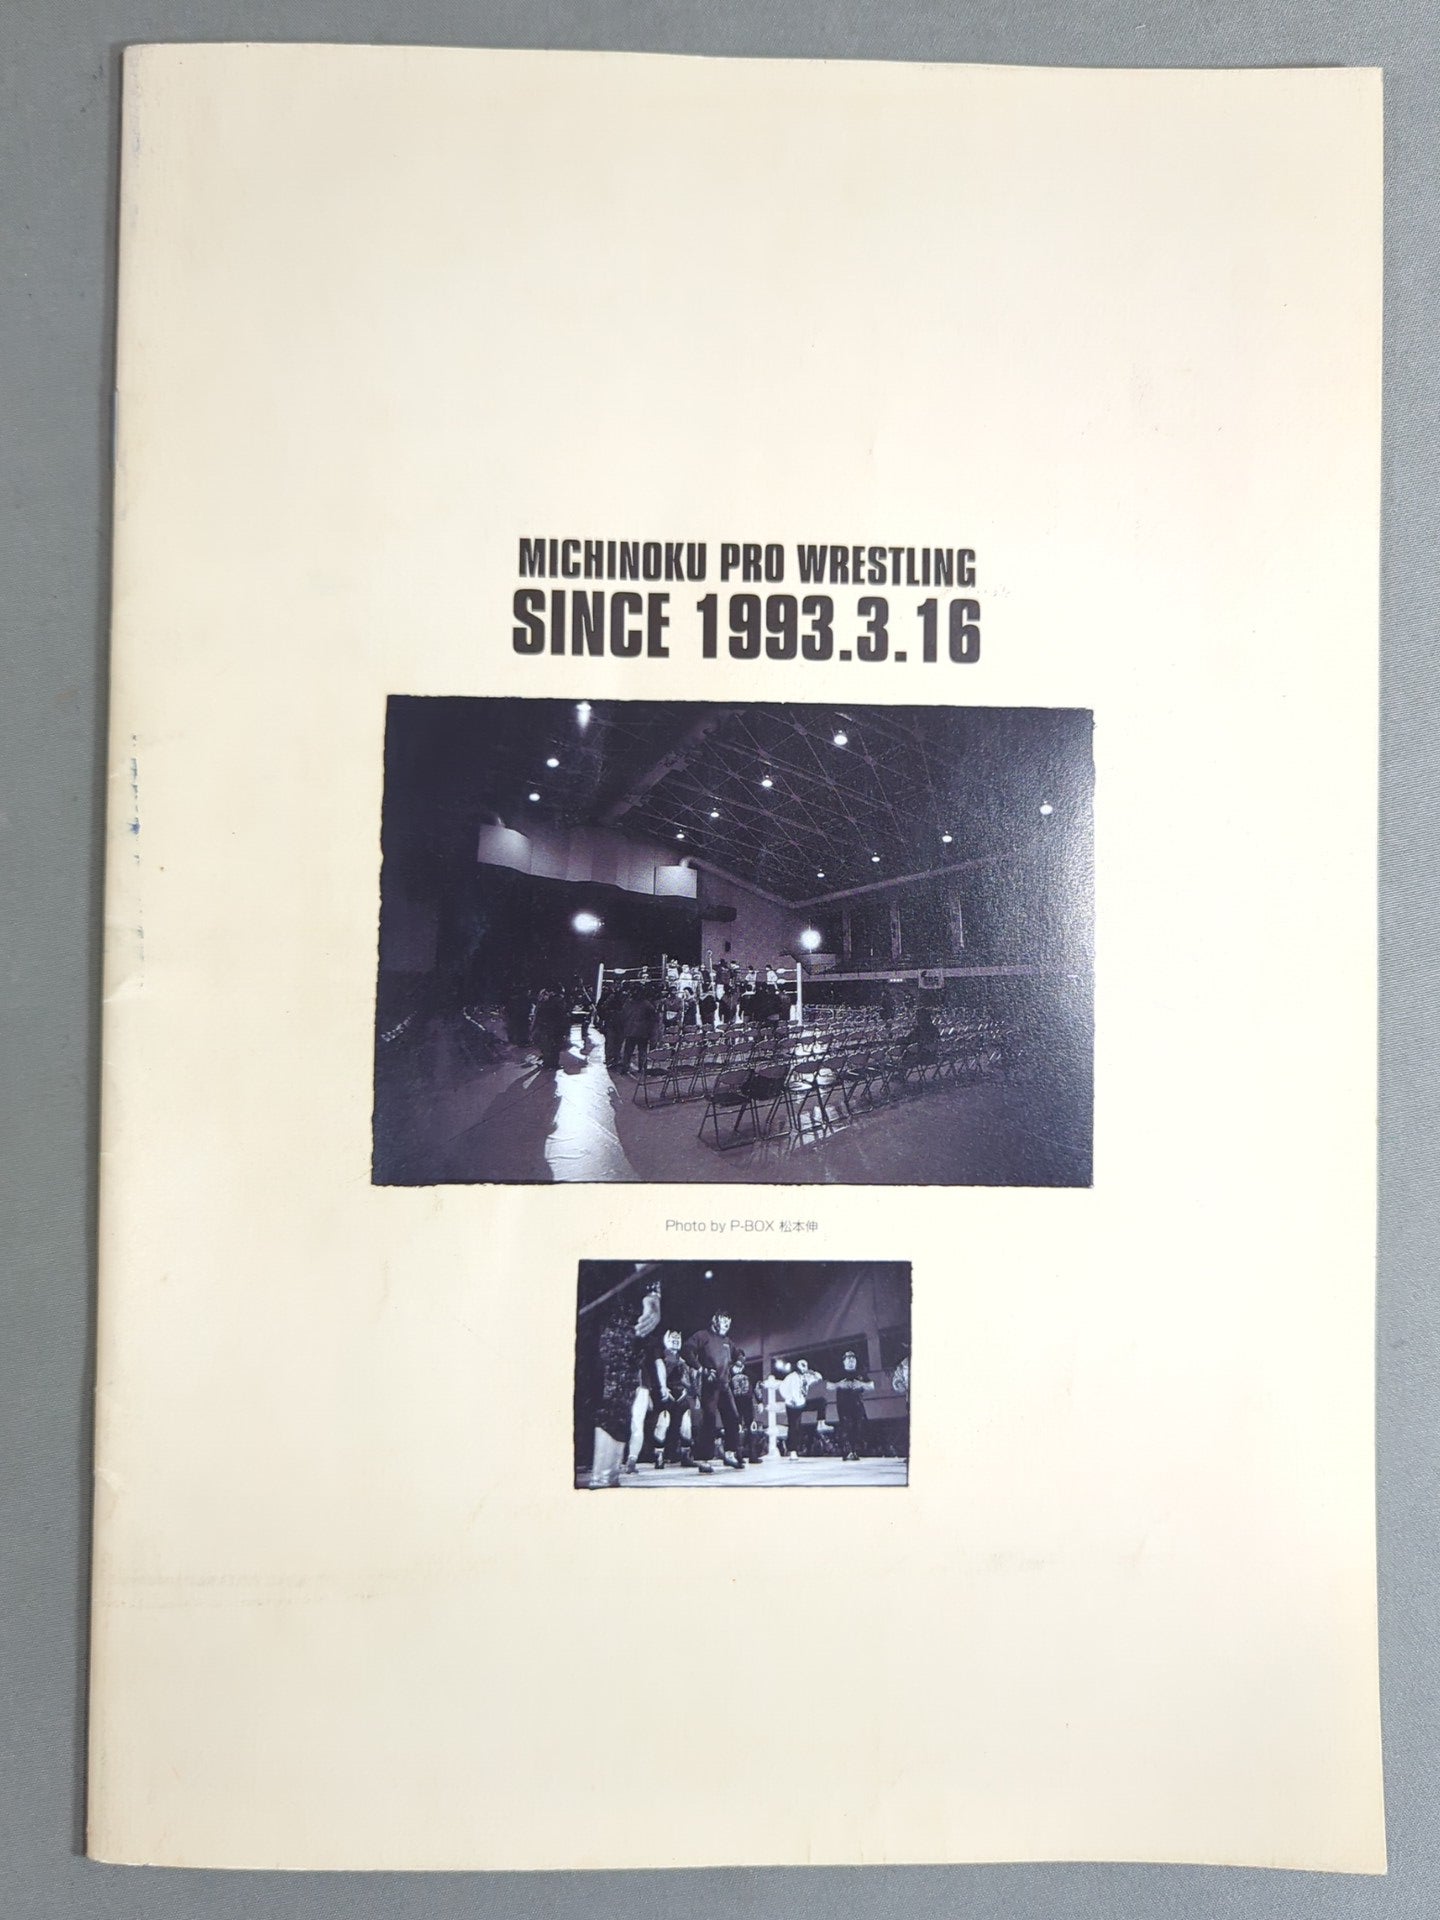 MICHINOKU PRO WRESTLING
SINCE 1993.3.16
Photo by P-BOX 松本伸